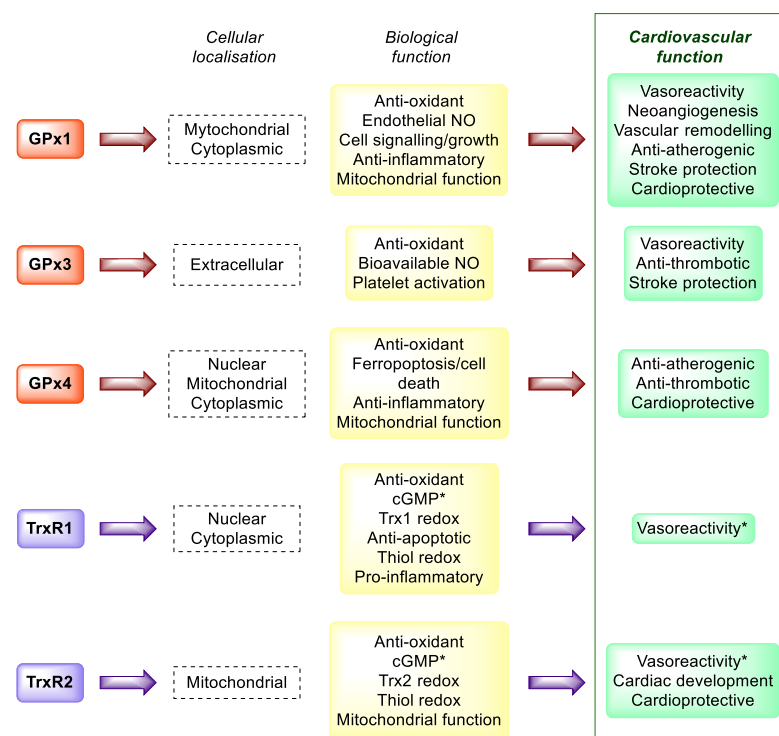 Cellular
localisation
Biological
function
Cardiovascular
function
GPx1
Mytochondrial
Cytoplasmic
Anti-oxidant
Endothelial NO
Cell signalling/growth
Anti-inflammatory
Mitochondrial function
Vasoreactivity
Neoangiogenesis
Vascular remodelling
Anti-atherogenic
Stroke protection
Cardioprotective
GPx3
Extracellular
Anti-oxidant
Bioavailable NO
Platelet activation
Vasoreactivity
Anti-thrombotic
Stroke protection
GPx4
Nuclear
Mitochondrial
Cytoplasmic
Anti-oxidant
Ferropoptosis/cell
death
Anti-inflammatory
Mitochondrial function
Anti-atherogenic
Anti-thrombotic
Cardioprotective
TrxR1
Nuclear
Cytoplasmic
Anti-oxidant
cGMP*
Trx1 redox
Anti-apoptotic
Thiol redox
Pro-inflammatory
Vasoreactivity*
TrxR2
Mitochondrial
Anti-oxidant
cGMP*
Trx2 redox
Thiol redox
Mitochondrial function
Vasoreactivity*
Cardiac development
Cardioprotective